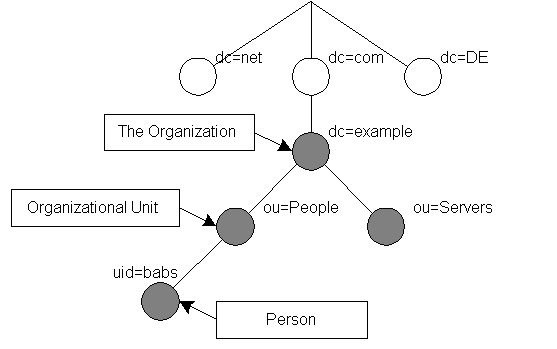 dc=net
dc=com
dc=DE
The Organization
dc=example
Organizational Unit
ou=People
ou=Servers
uid=babs
Person